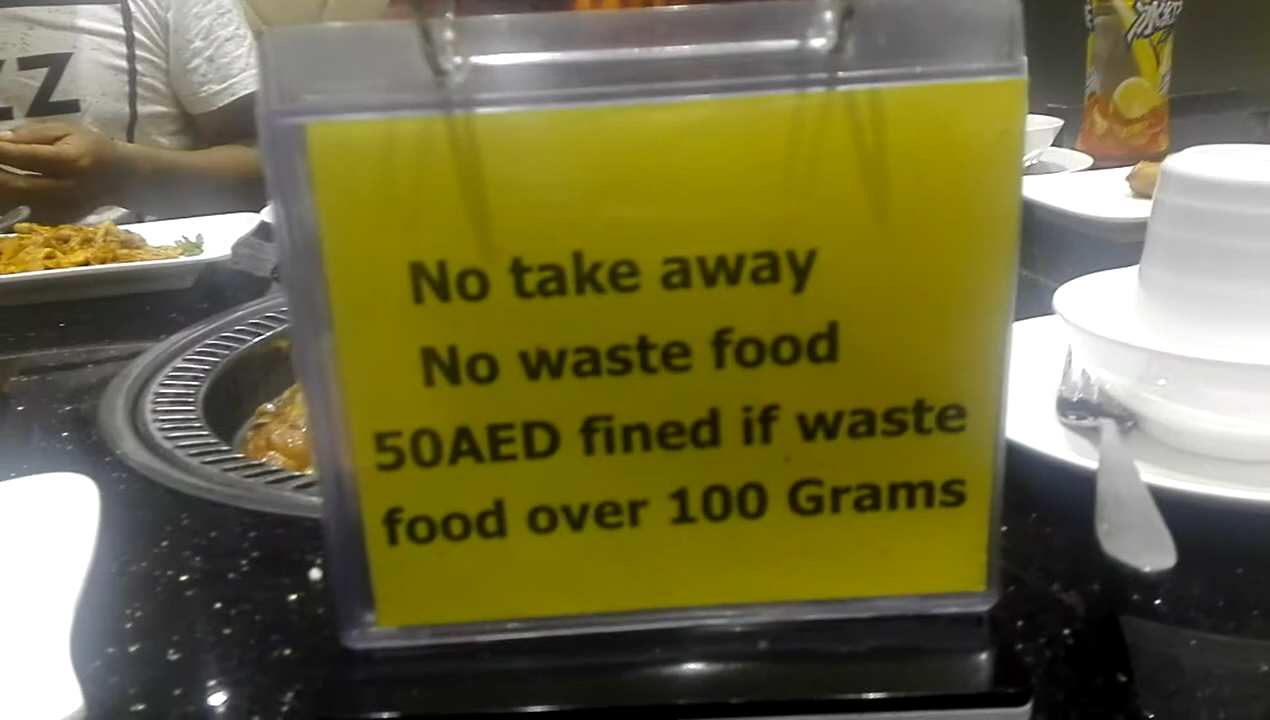 No take away
No waste food
50AED fined if waste
food over 100 Grams